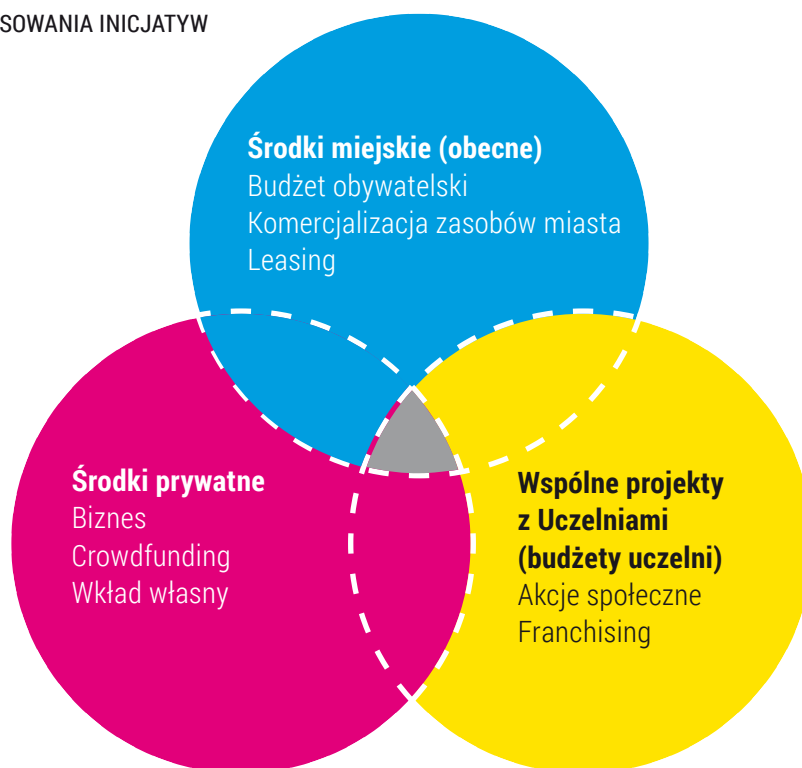 SOWANIA INICJATYW
Środki miejskie (obecne)
Budżet obywatelski
Komercjalizacja zasobów miasta
Leasing
Środki prywatne
Biznes
Crowdfunding
Wkład własny
Wspólne projekty
z Uczelniami
(budżety uczelni)
Akcje społeczne
Franchising